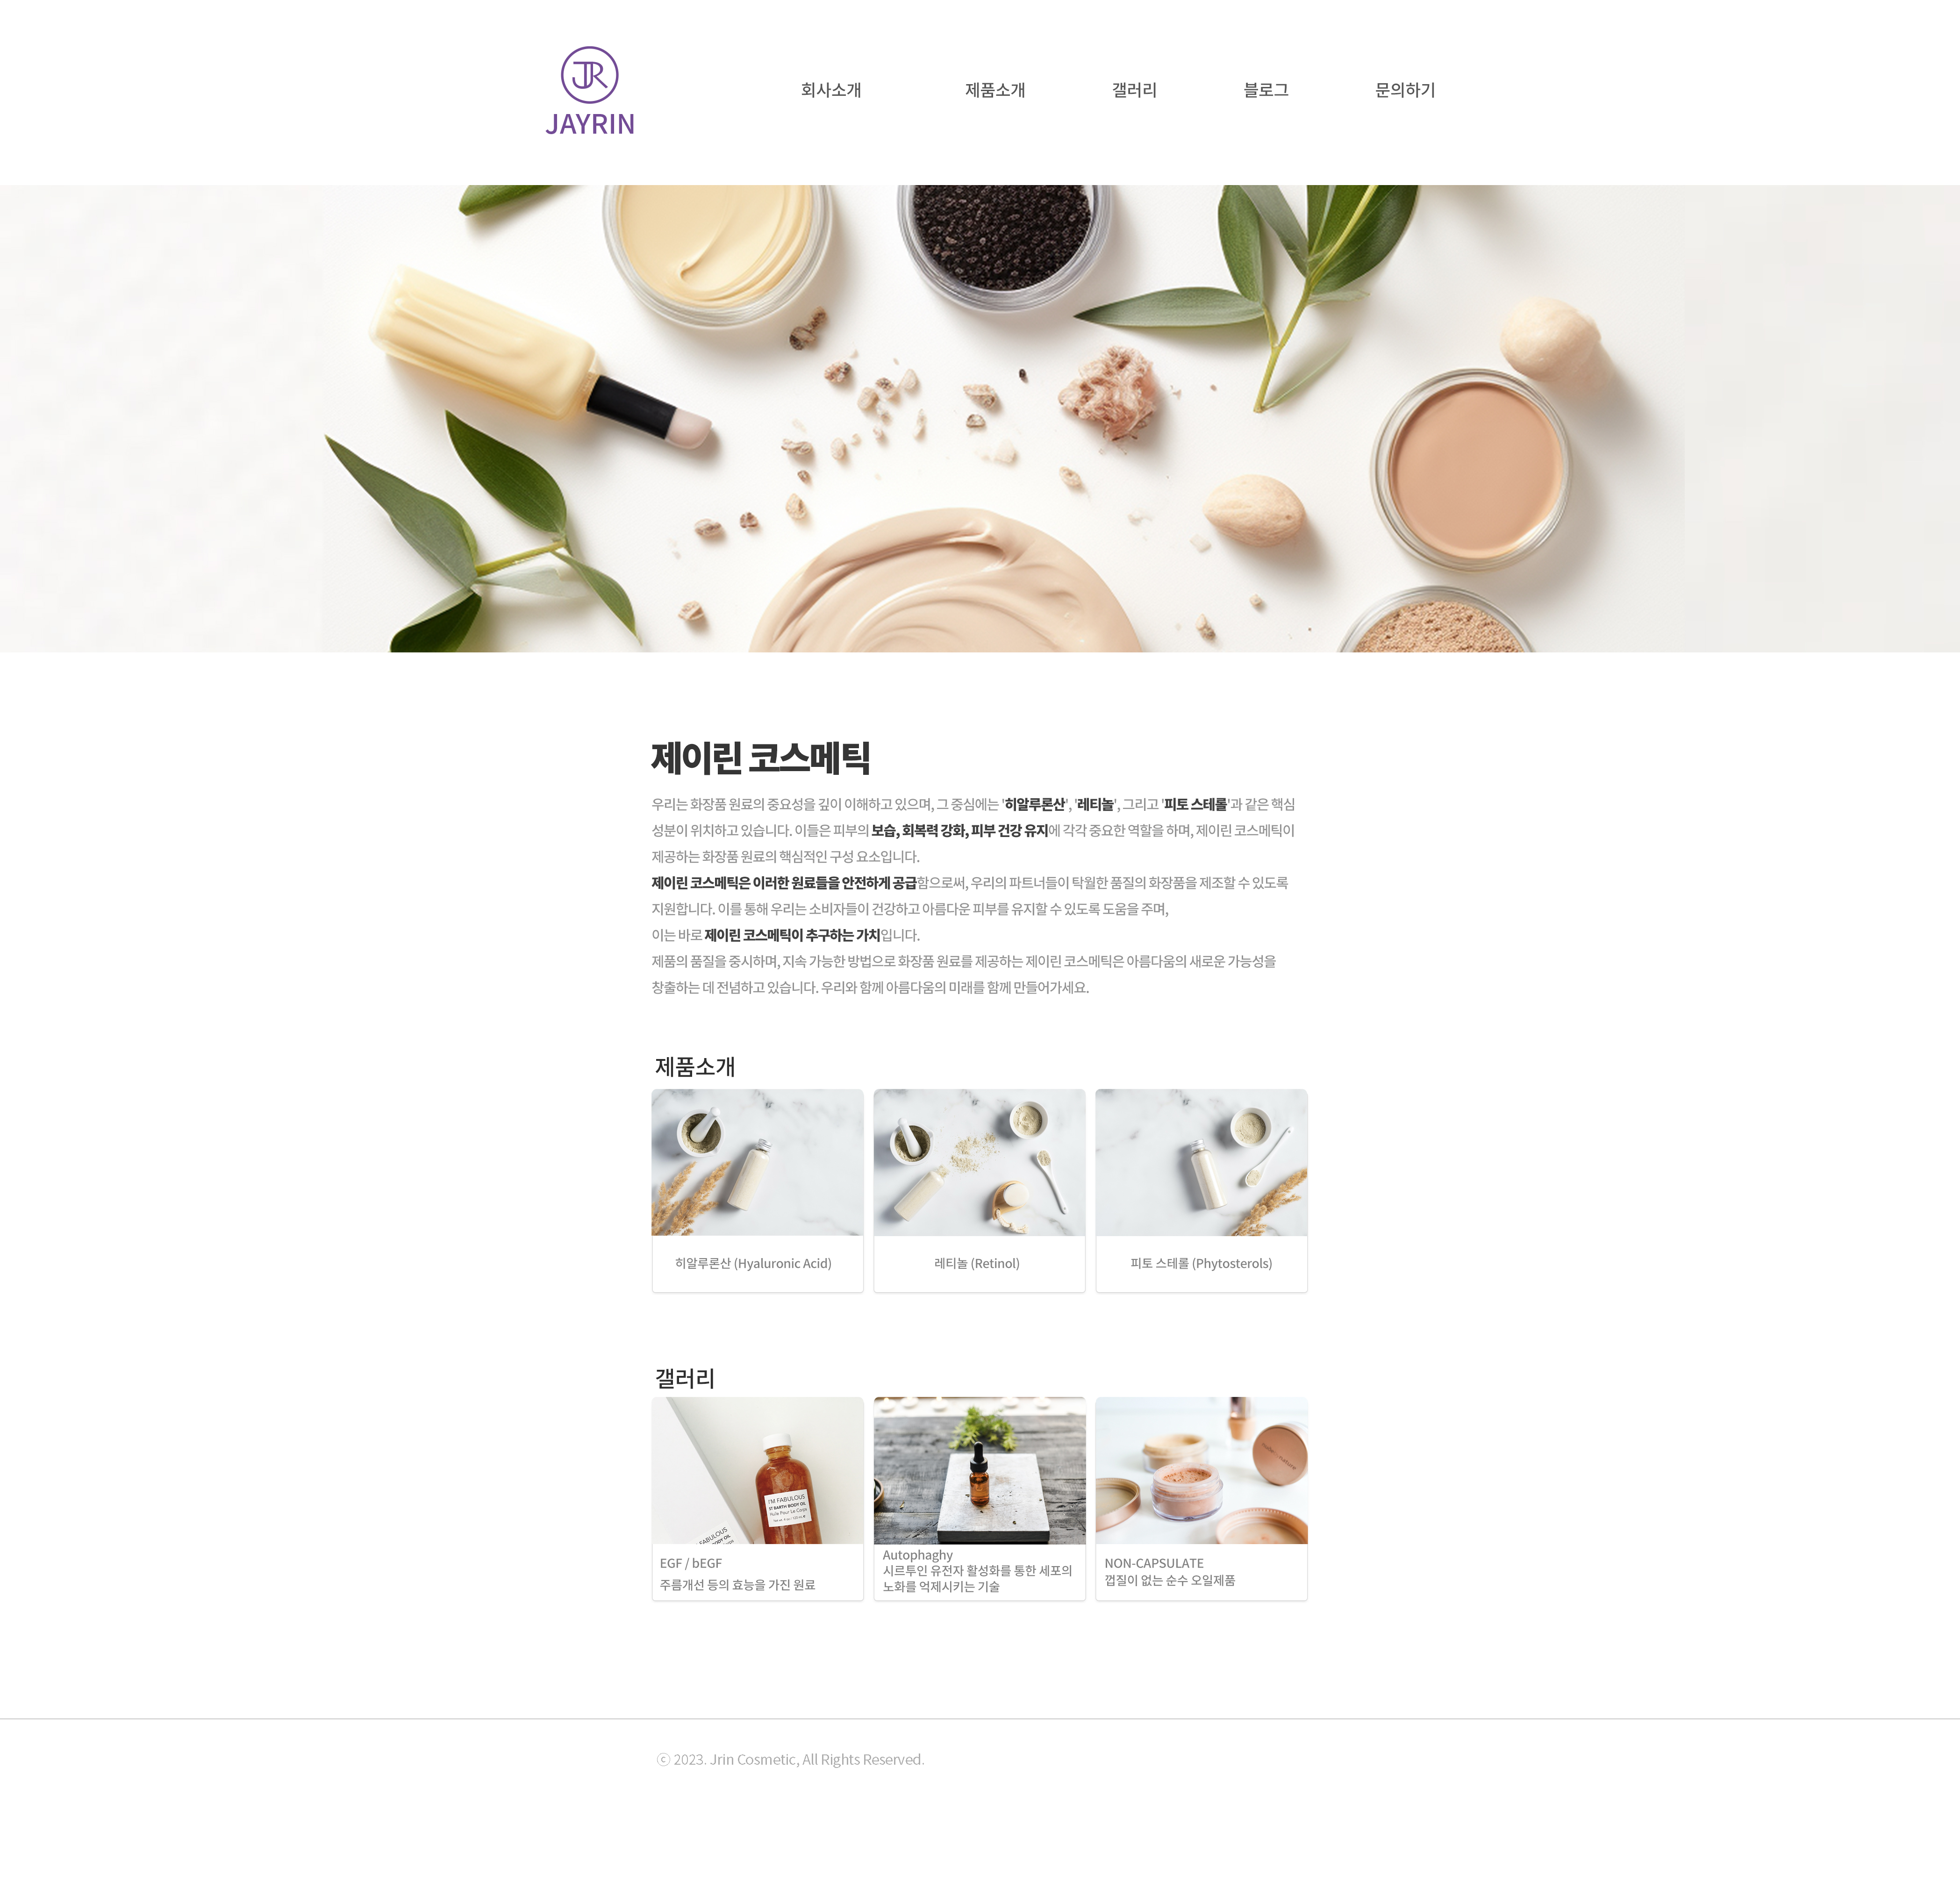 JR
JAYRIN
회사소개
제품소개
갤러리
블로그
문의하기
제이린 코스메틱
우리는 화장품 원료의 중요성을 깊이 이해하고 있으며, 그 중심에는 '히알루론산', '레티놀', 그리고 '피토 스테롤'과 같은 핵심
성분이 위치하고 있습니다. 이들은 피부의 보습, 회복력 강화, 피부 건강 유지에 각각 중요한 역할을 하며, 제이린 코스메틱이
제공하는 화장품 원료의 핵심적인 구성 요소입니다.
제이린 코스메틱은 이러한 원료들을 안전하게 공급함으로써, 우리의 파트너들이 탁월한 품질의 화장품을 제조할 수 있도록
지원합니다. 이를 통해 우리는 소비자들이 건강하고 아름다운 피부를 유지할 수 있도록 도움을 주며,
이는 바로 제이린 코스메틱이 추구하는 가치입니다.
제품의 품질을 중시하며, 지속 가능한 방법으로 화장품 원료를 제공하는 제이린 코스메틱은 아름다움의 새로운 가능성을
창출하는 데 전념하고 있습니다. 우리와 함께 아름다움의 미래를 함께 만들어가세요.
제품소개
히알루론산 (Hyaluronic Acid)
레티놀 (Retinol)
피토 스테롤 (Phytosterols)
갤러리
I'M FABULOUS
ST BARTH BODY OIL
Huile Pour Le Corps
FABULOUS
BODY OIL
EGF / bEGF
주름개선 등의 효능을 가진 원료
Autophaghy
시르투인 유전자 활성화를 통한 세포의
노화를 억제시키는 기술
NON-CAPSULATE
껍질이 없는 순수 오일제품
ⓒ 2023. Jrin Cosmetic, All Rights Reserved.